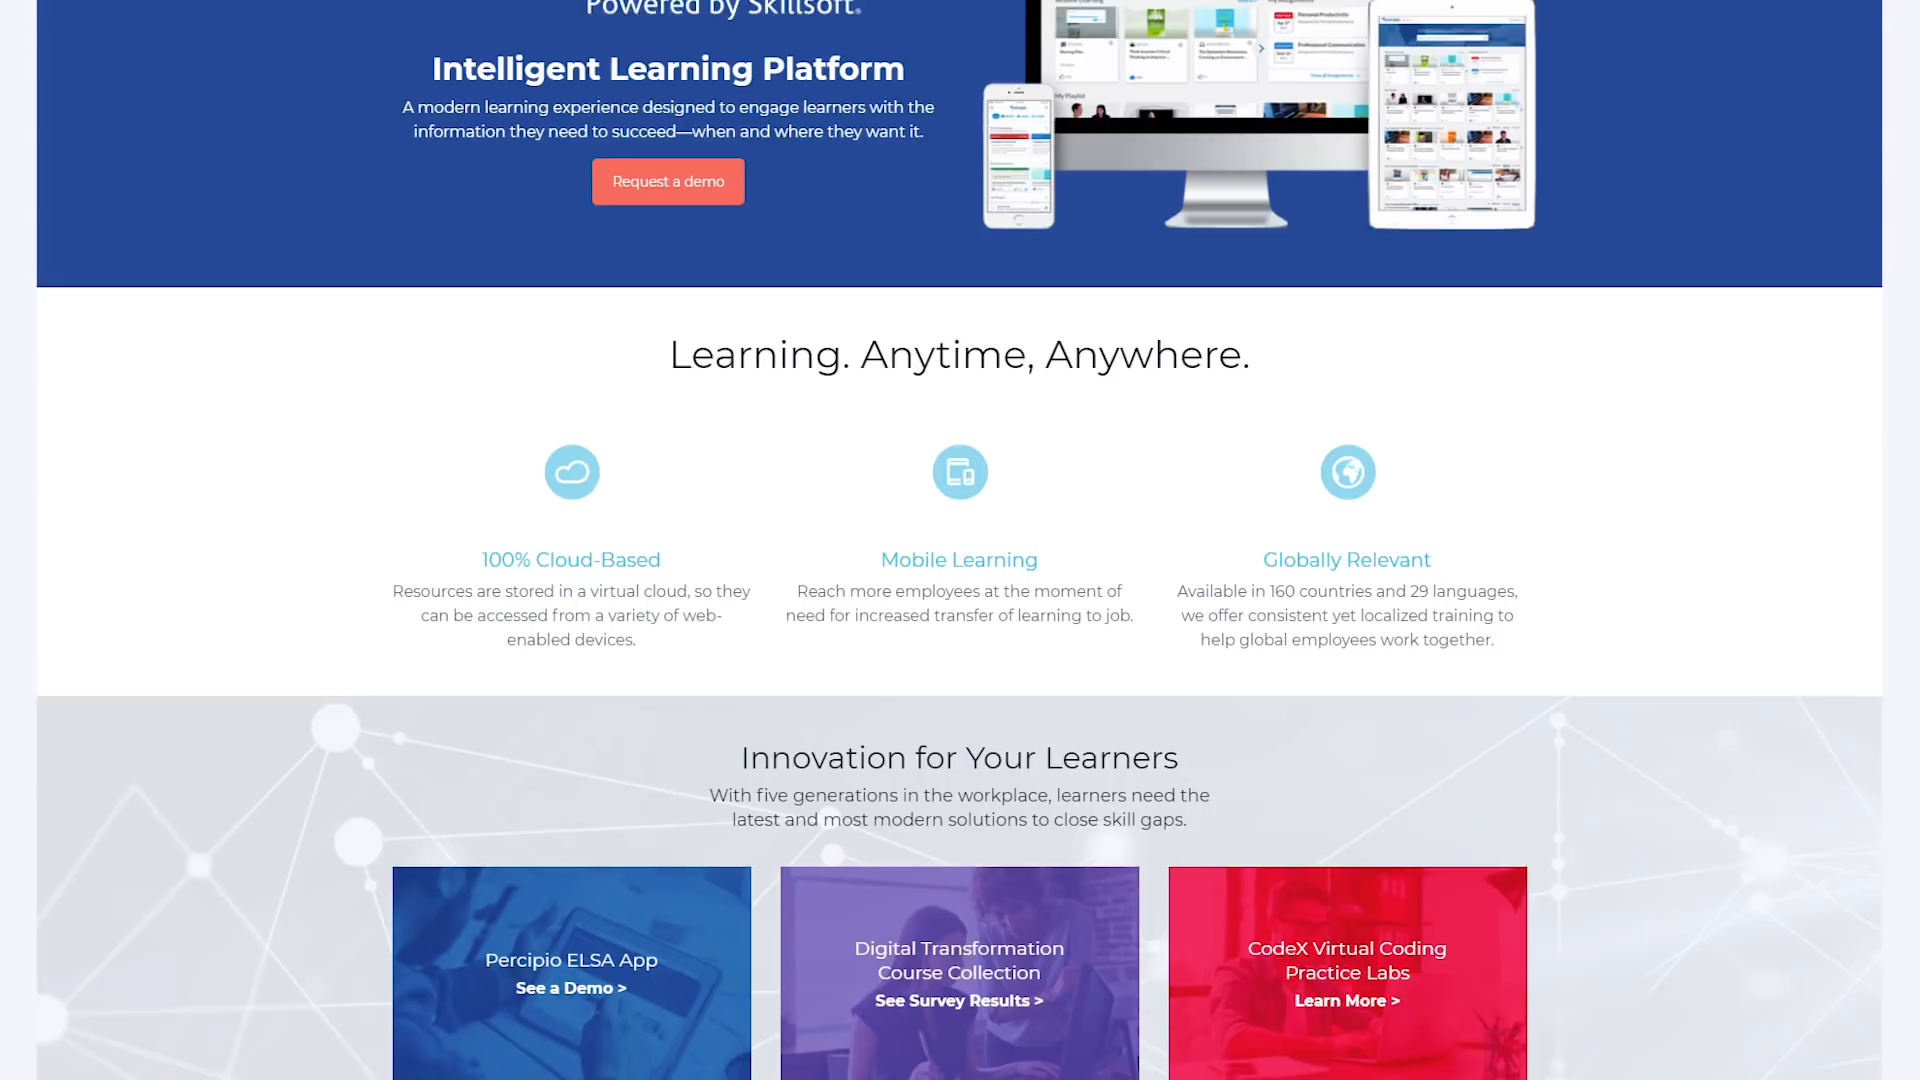 Powered by Skillsoft.
Intelligent Learning Platform
A modern learning experience designed to engage learners with the
information they need to succeed—when and where they want it.
Request a demo
My Playlist
Personal Productivity
Professional Communication
Learning. Anytime, Anywhere.
100% Cloud-Based
Resources are stored in a virtual cloud, so they
can be accessed from a variety of web-
enabled devices.
Mobile Learning
Reach more employees at the moment of
need for increased transfer of learning to job.
Globally Relevant
Available in 160 countries and 29 languages,
we offer consistent yet localized training to
help global employees work together.
Innovation for Your Learners
With five generations in the workplace, learners need the
latest and most modern solutions to close skill gaps.
Percipio ELSA App
See a Demo >
Digital Transformation
Course Collection
See Survey Results >
CodeX Virtual Coding
Practice Labs
Learn More >